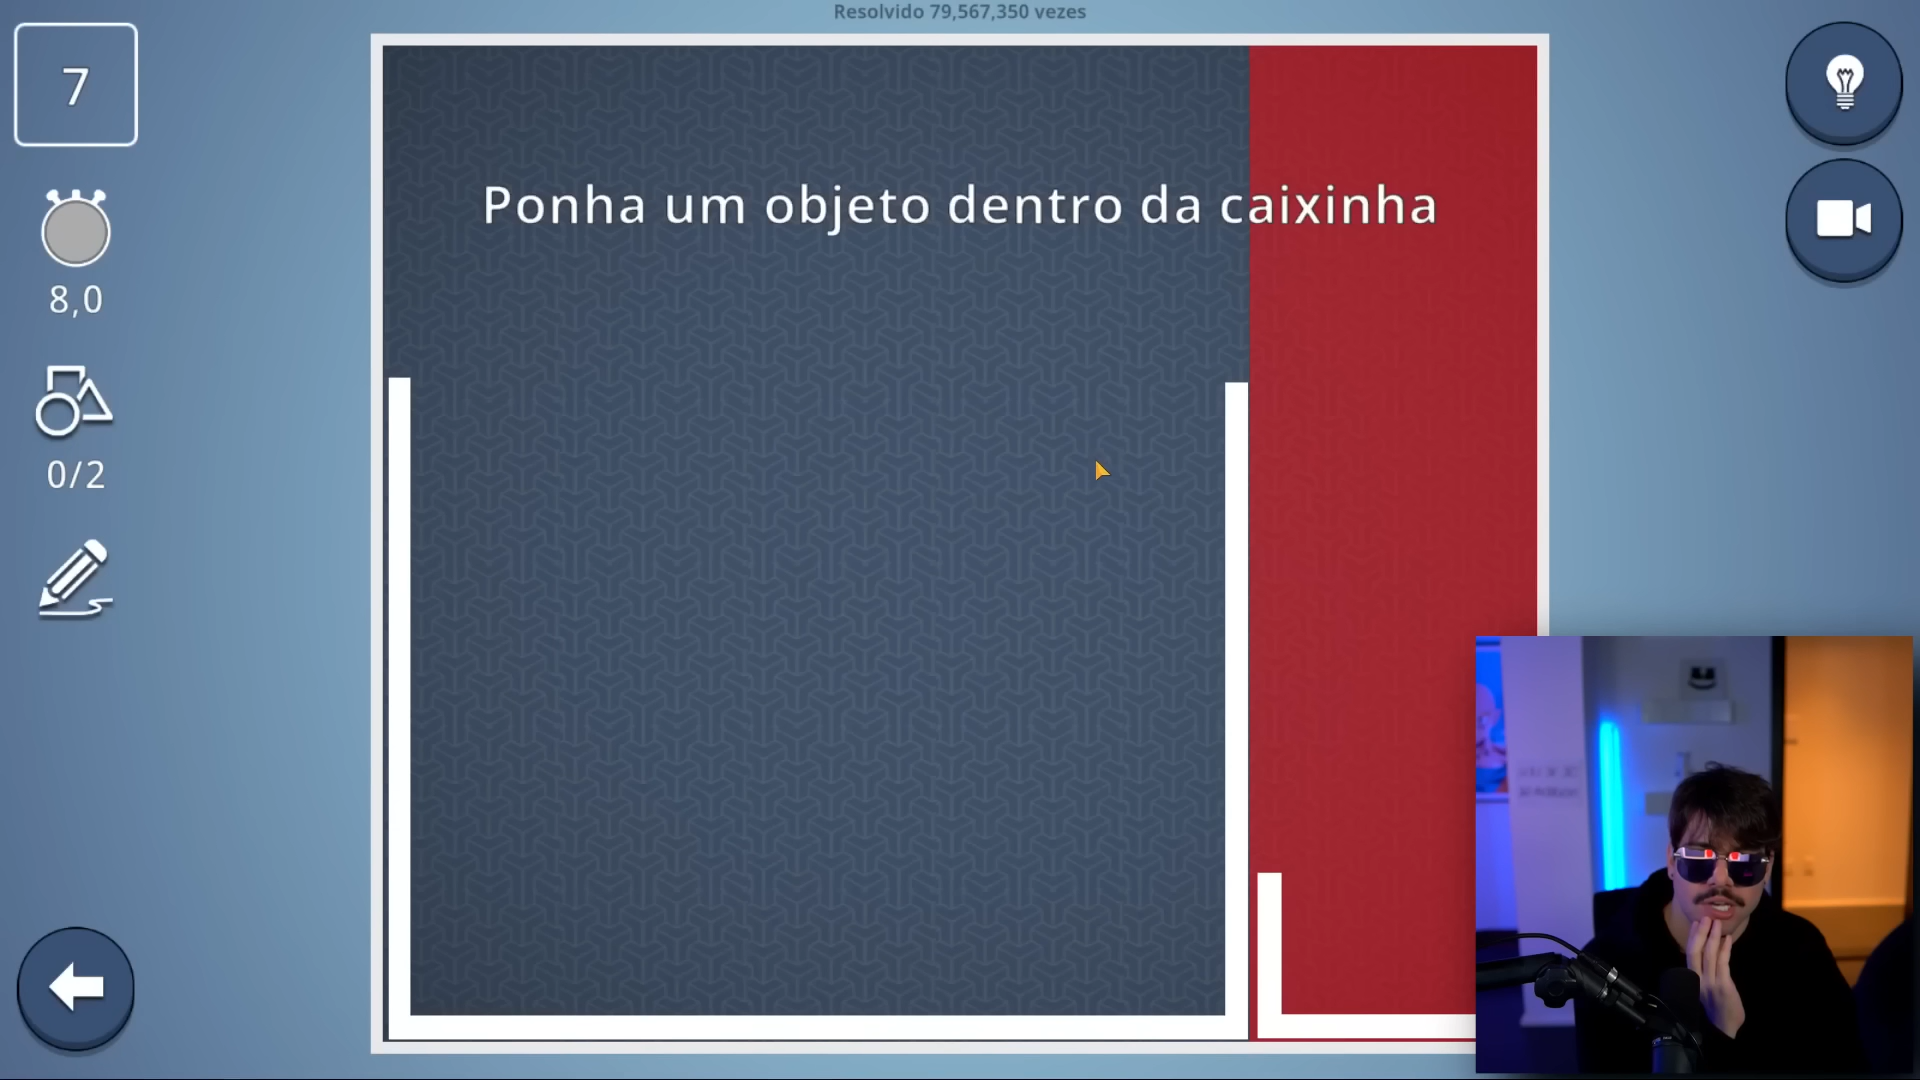 Resolvido 79,567,350 vezes
7
Ponha um objeto dentro da caixinha
8,0
0/2